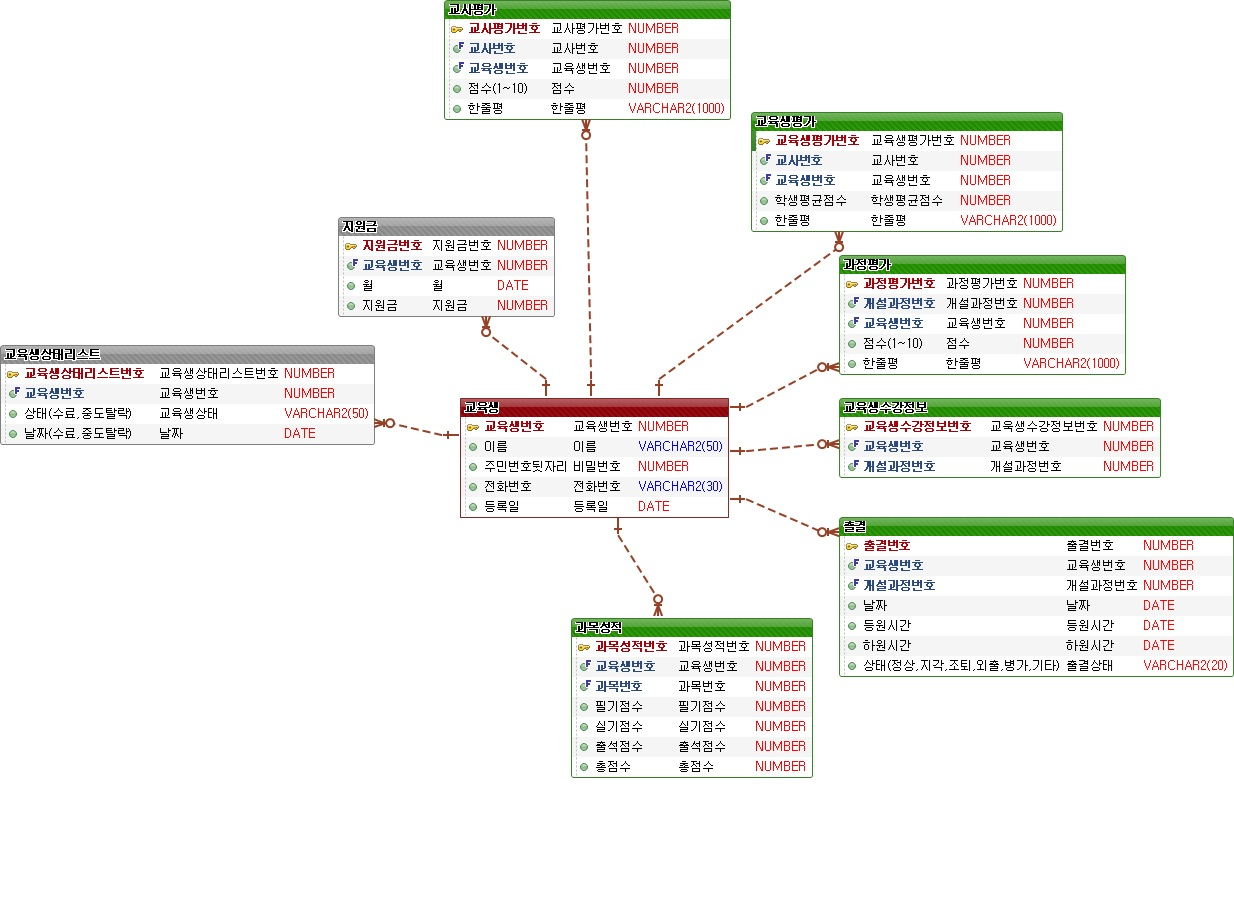 교사평가
교사평가번호 교사평가번호 NUMBER
교사번호 교사번호 NUMBER
교육생번호 교육생번호 NUMBER
점수(1~10) 점수 NUMBER
한줄평 한줄평 VARCHAR2(1000)
교육생평가
교육생평가번호 교육생평가번호 NUMBER
교사번호 교사번호 NUMBER
교육생번호 교육생번호 NUMBER
학생평균점수 학생평균점수 NUMBER
한줄평 한줄평 VARCHAR2(1000)
지원금
지원금번호 지원금번호 NUMBER
교육생번호 교육생번호 NUMBER
월 월 DATE
지원금 지원금 NUMBER
과정평가
과정평가번호 과정평가번호 NUMBER
개설과정번호 개설과정번호 NUMBER
교육생번호 교육생번호 NUMBER
점수(1~10) 점수 NUMBER
한줄평 한줄평 VARCHAR2(1000)
교육생상태리스트
교육생상태리스트번호 교육생상태리스트번호 NUMBER
교육생번호 교육생번호 NUMBER
상태(수료,중도탈락) 교육생상태 VARCHAR2(50)
날짜(수료,중도탈락) 날짜 DATE
교육생
교육생번호 교육생번호 NUMBER
이름 이름 VARCHAR2(50)
주민번호뒷자리 비밀번호 NUMBER
전화번호 전화번호 VARCHAR2(30)
등록일 등록일 DATE
교육생수강정보
교육생수강정보번호 교육생수강정보번호 NUMBER
교육생번호 교육생번호 NUMBER
개설과정번호 개설과정번호 NUMBER
출결
출결번호 출결번호 NUMBER
교육생번호 교육생번호 NUMBER
개설과정번호 개설과정번호 NUMBER
날짜 날짜 DATE
등원시간 등원시간 DATE
하원시간 하원시간 DATE
상태(정상,지각,조퇴,외출,병가,기타) 출결상태 VARCHAR2(20)
과목성적
과목성적번호 과목성적번호 NUMBER
교육생번호 교육생번호 NUMBER
과목번호 과목번호 NUMBER
필기점수 필기점수 NUMBER
실기점수 실기점수 NUMBER
출석점수 출석점수 NUMBER
총점수 총점수 NUMBER